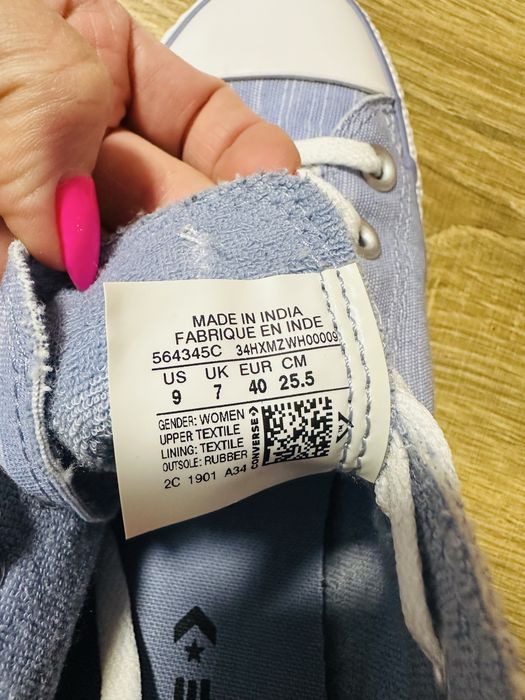 MADE IN INDIA
FABRIQUE EN INDE
564345C 34HXMZWH00009
US UK EUR CM
9 7 40 25.5
GENDER: WOMEN
UPPER: TEXTILE
LINING: TEXTILE
OUTSOLE: RUBBER
CONVERSE
2C 1901 A34